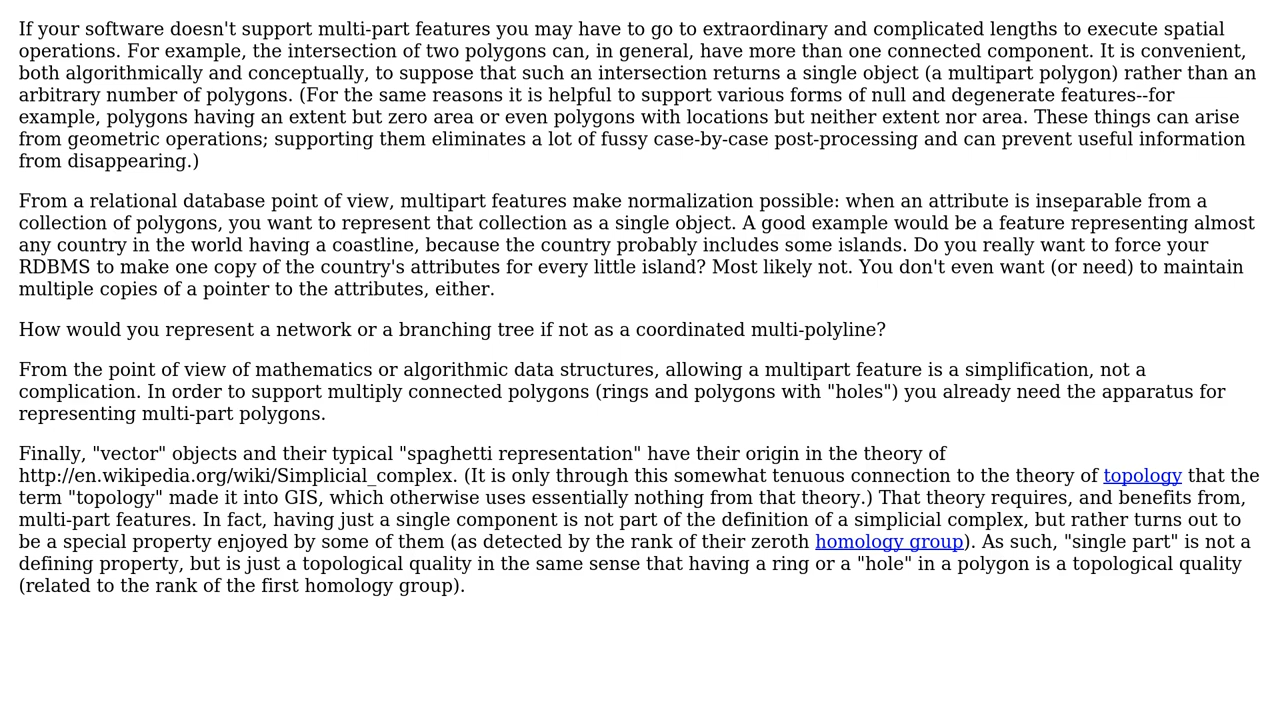 If your software doesn't support multi-part features you may have to go to extraordinary and complicated lengths to execute spatial
operations. For example, the intersection of two polygons can, in general, have more than one connected component. It is convenient,
both algorithmically and conceptually, to suppose that such an intersection returns a single object (a multipart polygon) rather than an
arbitrary number of polygons. (For the same reasons it is helpful to support various forms of null and degenerate features--for
example, polygons having an extent but zero area or even polygons with locations but neither extent nor area. These things can arise
from geometric operations; supporting them eliminates a lot of fussy case-by-case post-processing and can prevent useful information
from disappearing.)
From a relational database point of view, multipart features make normalization possible: when an attribute is inseparable from a
collection of polygons, you want to represent that collection as a single object. A good example would be a feature representing almost
any country in the world having a coastline, because the country probably includes some islands. Do you really want to force your
RDBMS to make one copy of the country's attributes for every little island? Most likely not. You don't even want (or need) to maintain
multiple copies of a pointer to the attributes, either.
How would you represent a network or a branching tree if not as a coordinated multi-polyline?
From the point of view of mathematics or algorithmic data structures, allowing a multipart feature is a simplification, not a
complication. In order to support multiply connected polygons (rings and polygons with "holes") you already need the apparatus for
representing multi-part polygons.
Finally, "vector" objects and their typical "spaghetti representation" have their origin in the theory of
http://en.wikipedia.org/wiki/Simplicial_complex. (It is only through this somewhat tenuous connection to the theory of topology that the
term "topology" made it into GIS, which otherwise uses essentially nothing from that theory.) That theory requires, and benefits from,
multi-part features. In fact, having just a single component is not part of the definition of a simplicial complex, but rather turns out to
be a special property enjoyed by some of them (as detected by the rank of their zeroth homology group). As such, "single part" is not a
defining property, but is just a topological quality in the same sense that having a ring or a "hole" in a polygon is a topological quality
(related to the rank of the first homology group).